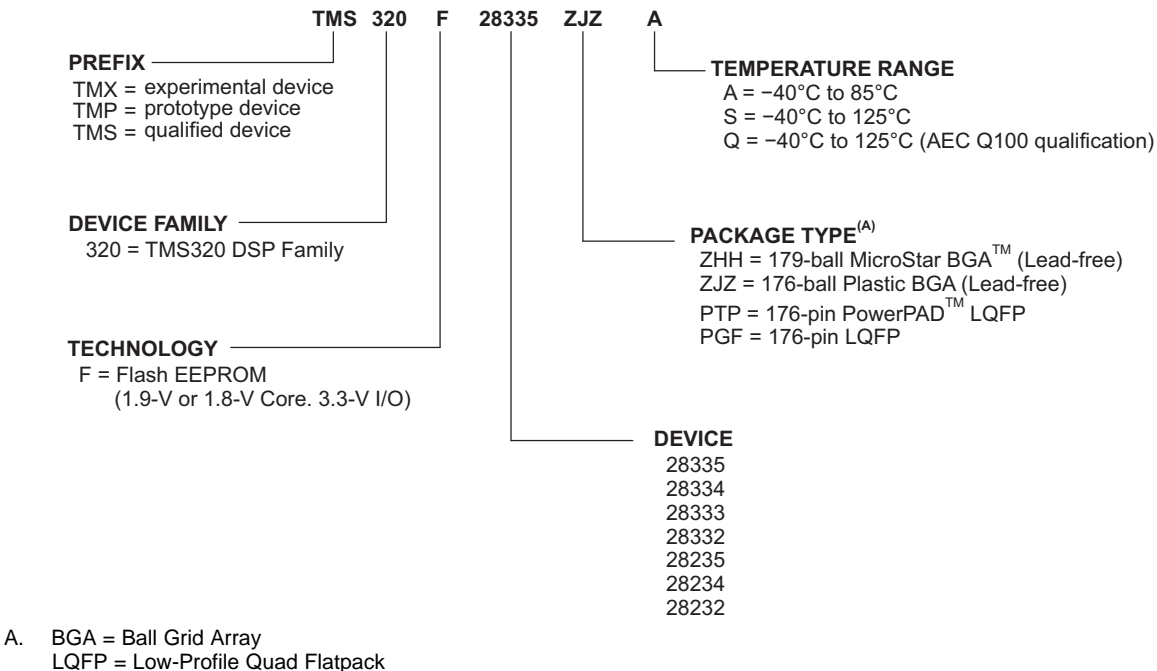 TMS 320 F 28335 ZJZ A
PREFIX
TMX = experimental device
TMP = prototype device
TMS = qualified device
TEMPERATURE RANGE
A = −40°C to 85°C
S = −40°C to 125°C
Q = −40°C to 125°C (AEC Q100 qualification)
DEVICE FAMILY
320 = TMS320 DSP Family
PACKAGE TYPE(A)
ZHH = 179-ball MicroStar BGA™ (Lead-free)
ZJZ = 176-ball Plastic BGA (Lead-free)
PTP = 176-pin PowerPAD™ LQFP
PGF = 176-pin LQFP
TECHNOLOGY
F = Flash EEPROM
(1.9-V or 1.8-V Core. 3.3-V I/O)
DEVICE
28335
28334
28333
28332
28235
28234
28232
A. BGA = Ball Grid Array
LQFP = Low-Profile Quad Flatpack